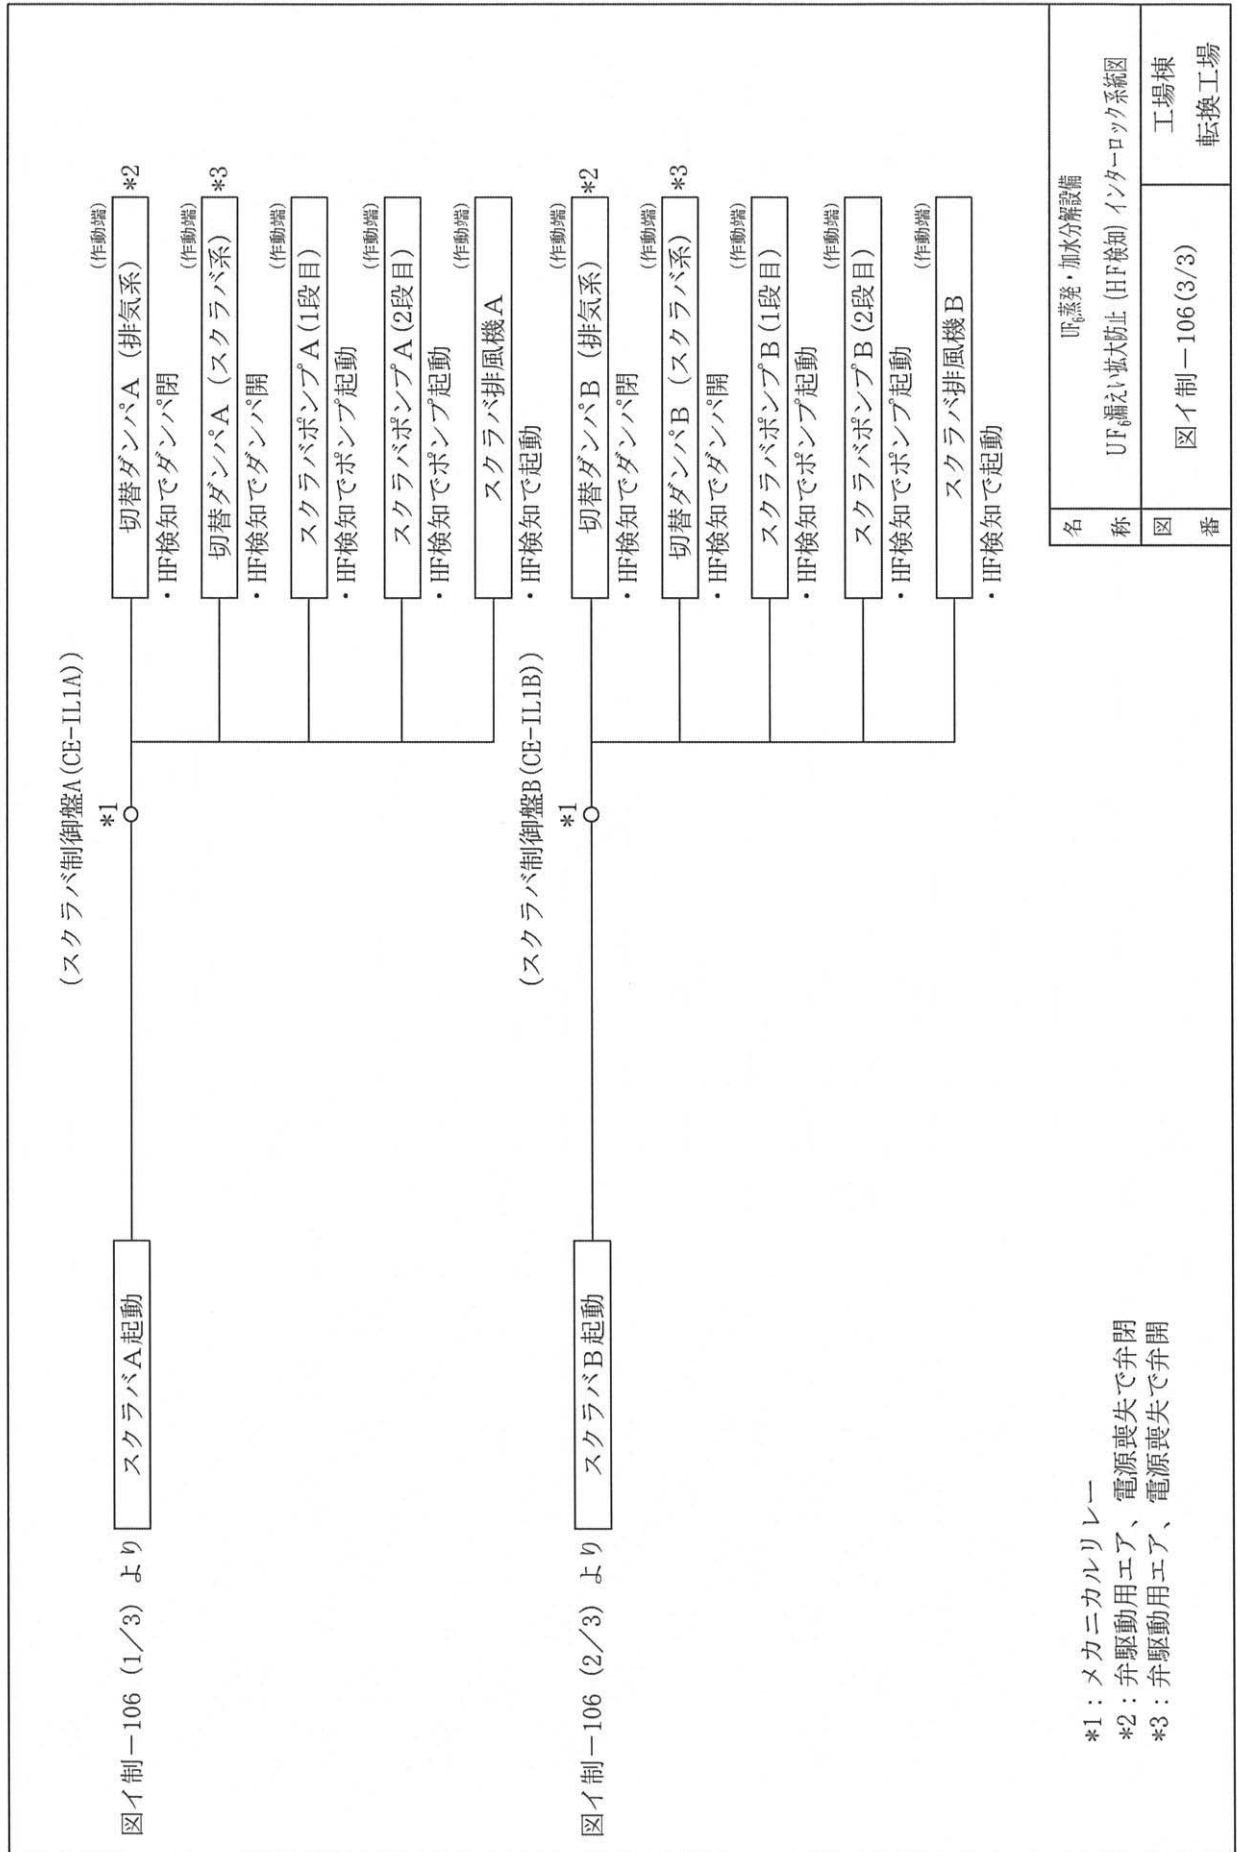 (スクラバ制御盤A(CE-IL1A))
図イ制－106 (1／3) より
スクラバA起動
*1
(作動端)
切替ダンパA (排気系)
*2
・HF検知でダンパ閉
(作動端)
切替ダンパA (スクラバ系)
*3
・HF検知でダンパ開
(作動端)
スクラバポンプA (1段目)
・HF検知でポンプ起動
(作動端)
スクラバポンプA (2段目)
・HF検知でポンプ起動
(作動端)
スクラバ排風機A
・HF検知で起動
(スクラバ制御盤B(CE-IL1B))
図イ制－106 (2／3) より
スクラバB起動
*1
(作動端)
切替ダンパB (排気系)
*2
・HF検知でダンパ閉
(作動端)
切替ダンパB (スクラバ系)
*3
・HF検知でダンパ開
(作動端)
スクラバポンプB (1段目)
・HF検知でポンプ起動
(作動端)
スクラバポンプB (2段目)
・HF検知でポンプ起動
(作動端)
スクラバ排風機B
・HF検知で起動
*1：メカニカルリレー
*2：弁駆動用エア、電源喪失で弁閉
*3：弁駆動用エア、電源喪失で弁開
名称
UF₆蒸発・加水分解設備
UF₆漏えい拡大防止 (HF検知) インターロック系統図
図番
図イ制－106(3/3)
工場棟
転換工場